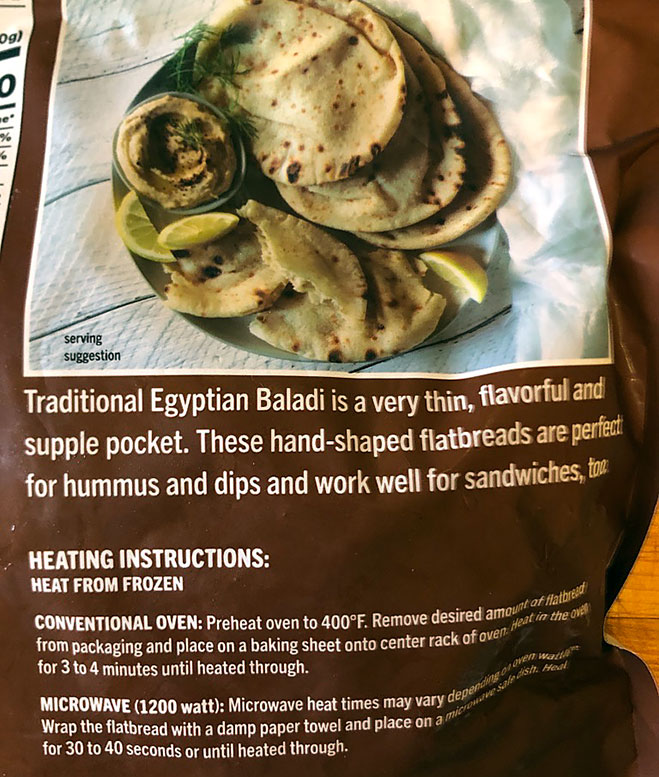 0g)
%
%
serving
suggestion
Traditional Egyptian Baladi is a very thin, flavorful and
supple pocket. These hand-shaped flatbreads are perfect
for hummus and dips and work well for sandwiches, too.
HEATING INSTRUCTIONS:
HEAT FROM FROZEN
CONVENTIONAL OVEN: Preheat oven to 400°F. Remove desired amount of flatbread
from packaging and place on a baking sheet onto center rack of oven. Heat in the oven
for 3 to 4 minutes until heated through.
MICROWAVE (1200 watt): Microwave heat times may vary depending on oven wattage.
Wrap the flatbread with a damp paper towel and place on a microwave safe dish. Heat
for 30 to 40 seconds or until heated through.